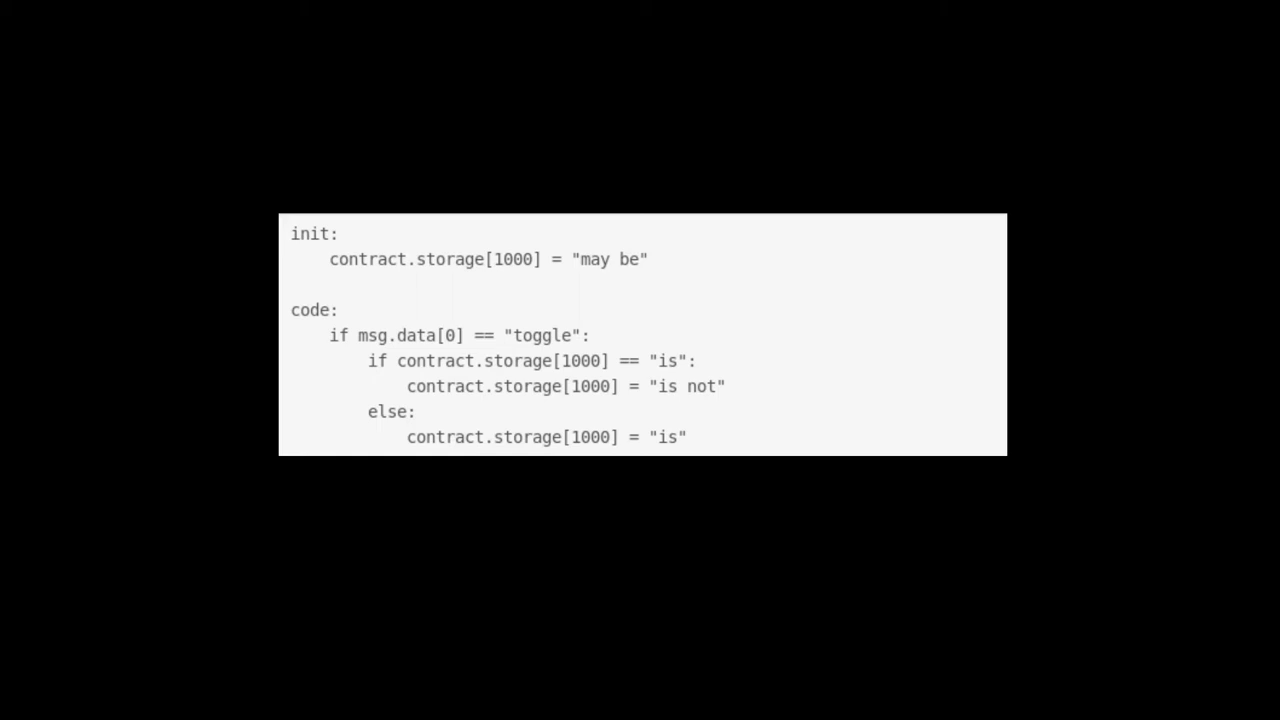 init:
    contract.storage[1000] = "may be"

code:
    if msg.data[0] == "toggle":
        if contract.storage[1000] == "is":
            contract.storage[1000] = "is not"
        else:
            contract.storage[1000] = "is"